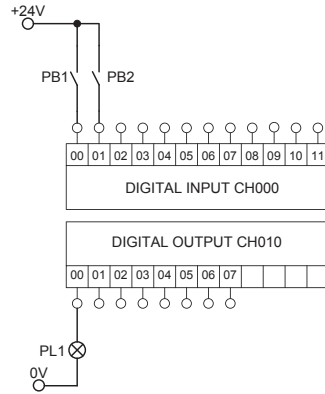 +24V
PB1 PB2
00 01 02 03 04 05 06 07 08 09 10 11
DIGITAL INPUT CH000
DIGITAL OUTPUT CH010
00 01 02 03 04 05 06 07
PL1
0V